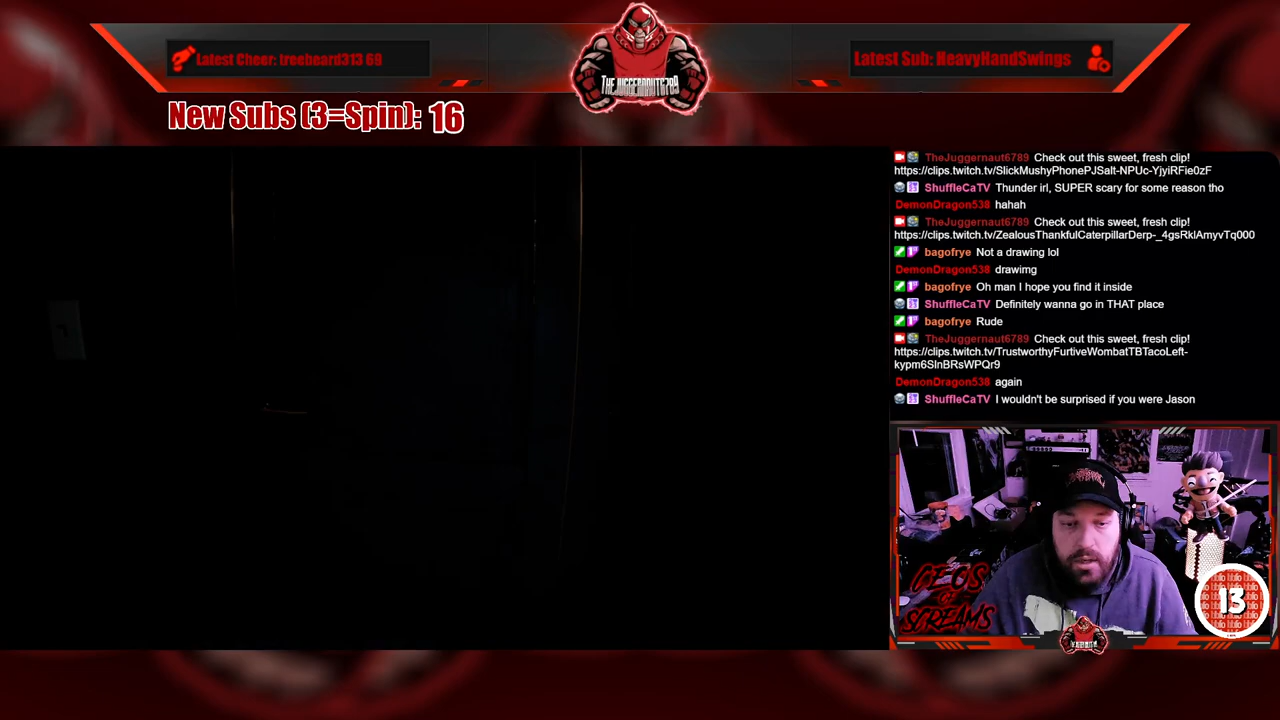 Latest Cheer: treebeard313 69
THEJUGGERNAUT6789
Latest Sub: HeavyHandSwings
New Subs (3=Spin): 16
TheJuggernaut6789 Check out this sweet, fresh clip!
https://clips.twitch.tv/SlickMushyPhonePJSalt-NPUc-YjyiRFie0zF
ShuffleCaTV Thunder irl, SUPER scary for some reason tho
DemonDragon538 hahah
TheJuggernaut6789 Check out this sweet, fresh clip!
https://clips.twitch.tv/ZealousThankfulCaterpillarDerp-_4gsRklAmyvTq000
bagofrye Not a drawing lol
DemonDragon538 drawimg
bagofrye Oh man I hope you find it inside
ShuffleCaTV Definitely wanna go in THAT place
bagofrye Rude
TheJuggernaut6789 Check out this sweet, fresh clip!
https://clips.twitch.tv/TrustworthyFurtiveWombatTBTacoLeft-
kypm6SlnBRsWPQr9
DemonDragon538 again
ShuffleCaTV I wouldn't be surprised if you were Jason
SCREAMS
13